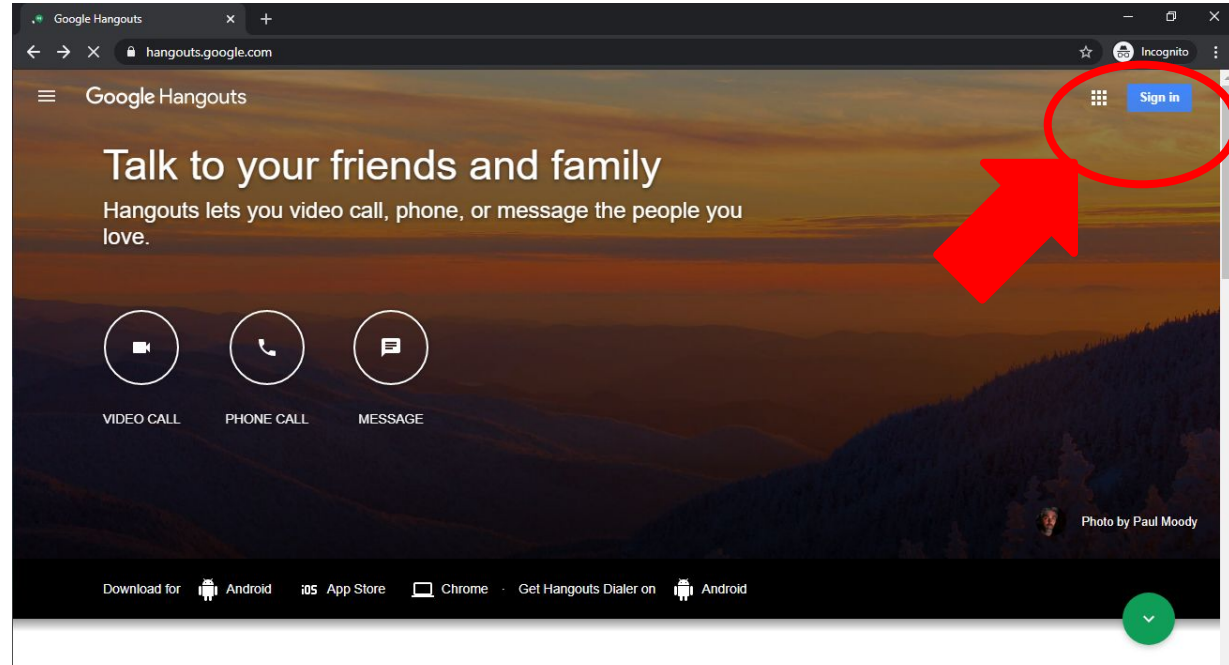 Google Hangouts
hangouts.google.com
Incognito
Google Hangouts
Sign in
Talk to your friends and family
Hangouts lets you video call, phone, or message the people you
love.
VIDEO CALL PHONE CALL MESSAGE
Photo by Paul Moody
Download for Android iOS App Store Chrome · Get Hangouts Dialer on Android